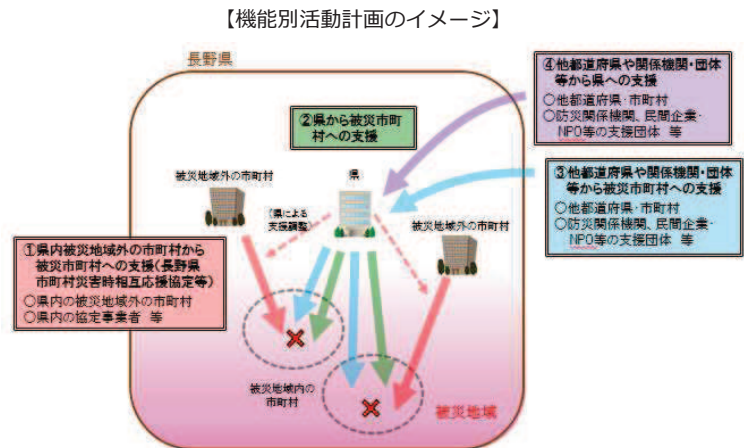 【機能別活動計画のイメージ】
長野県
④他都道府県や関係機関・団体
等から県への支援
○他都道府県・市町村
○防災関係機関、民間企業・
NPO等の支援団体 等
②県から被災市町
村への支援
被災地域外の市町村
県
(県による
支援調整)
被災地域外の市町村
③他都道府県や関係機関・団体
等から被災市町村への支援
○他都道府県・市町村
○防災関係機関、民間企業・
NPO等の支援団体 等
①県内被災地域外の市町村から
被災市町村への支援(長野県
市町村災害時相互応援協定等)
○県内の被災地域外の市町村
○県内の協定事業者 等
被災地域内の
市町村
被災地域